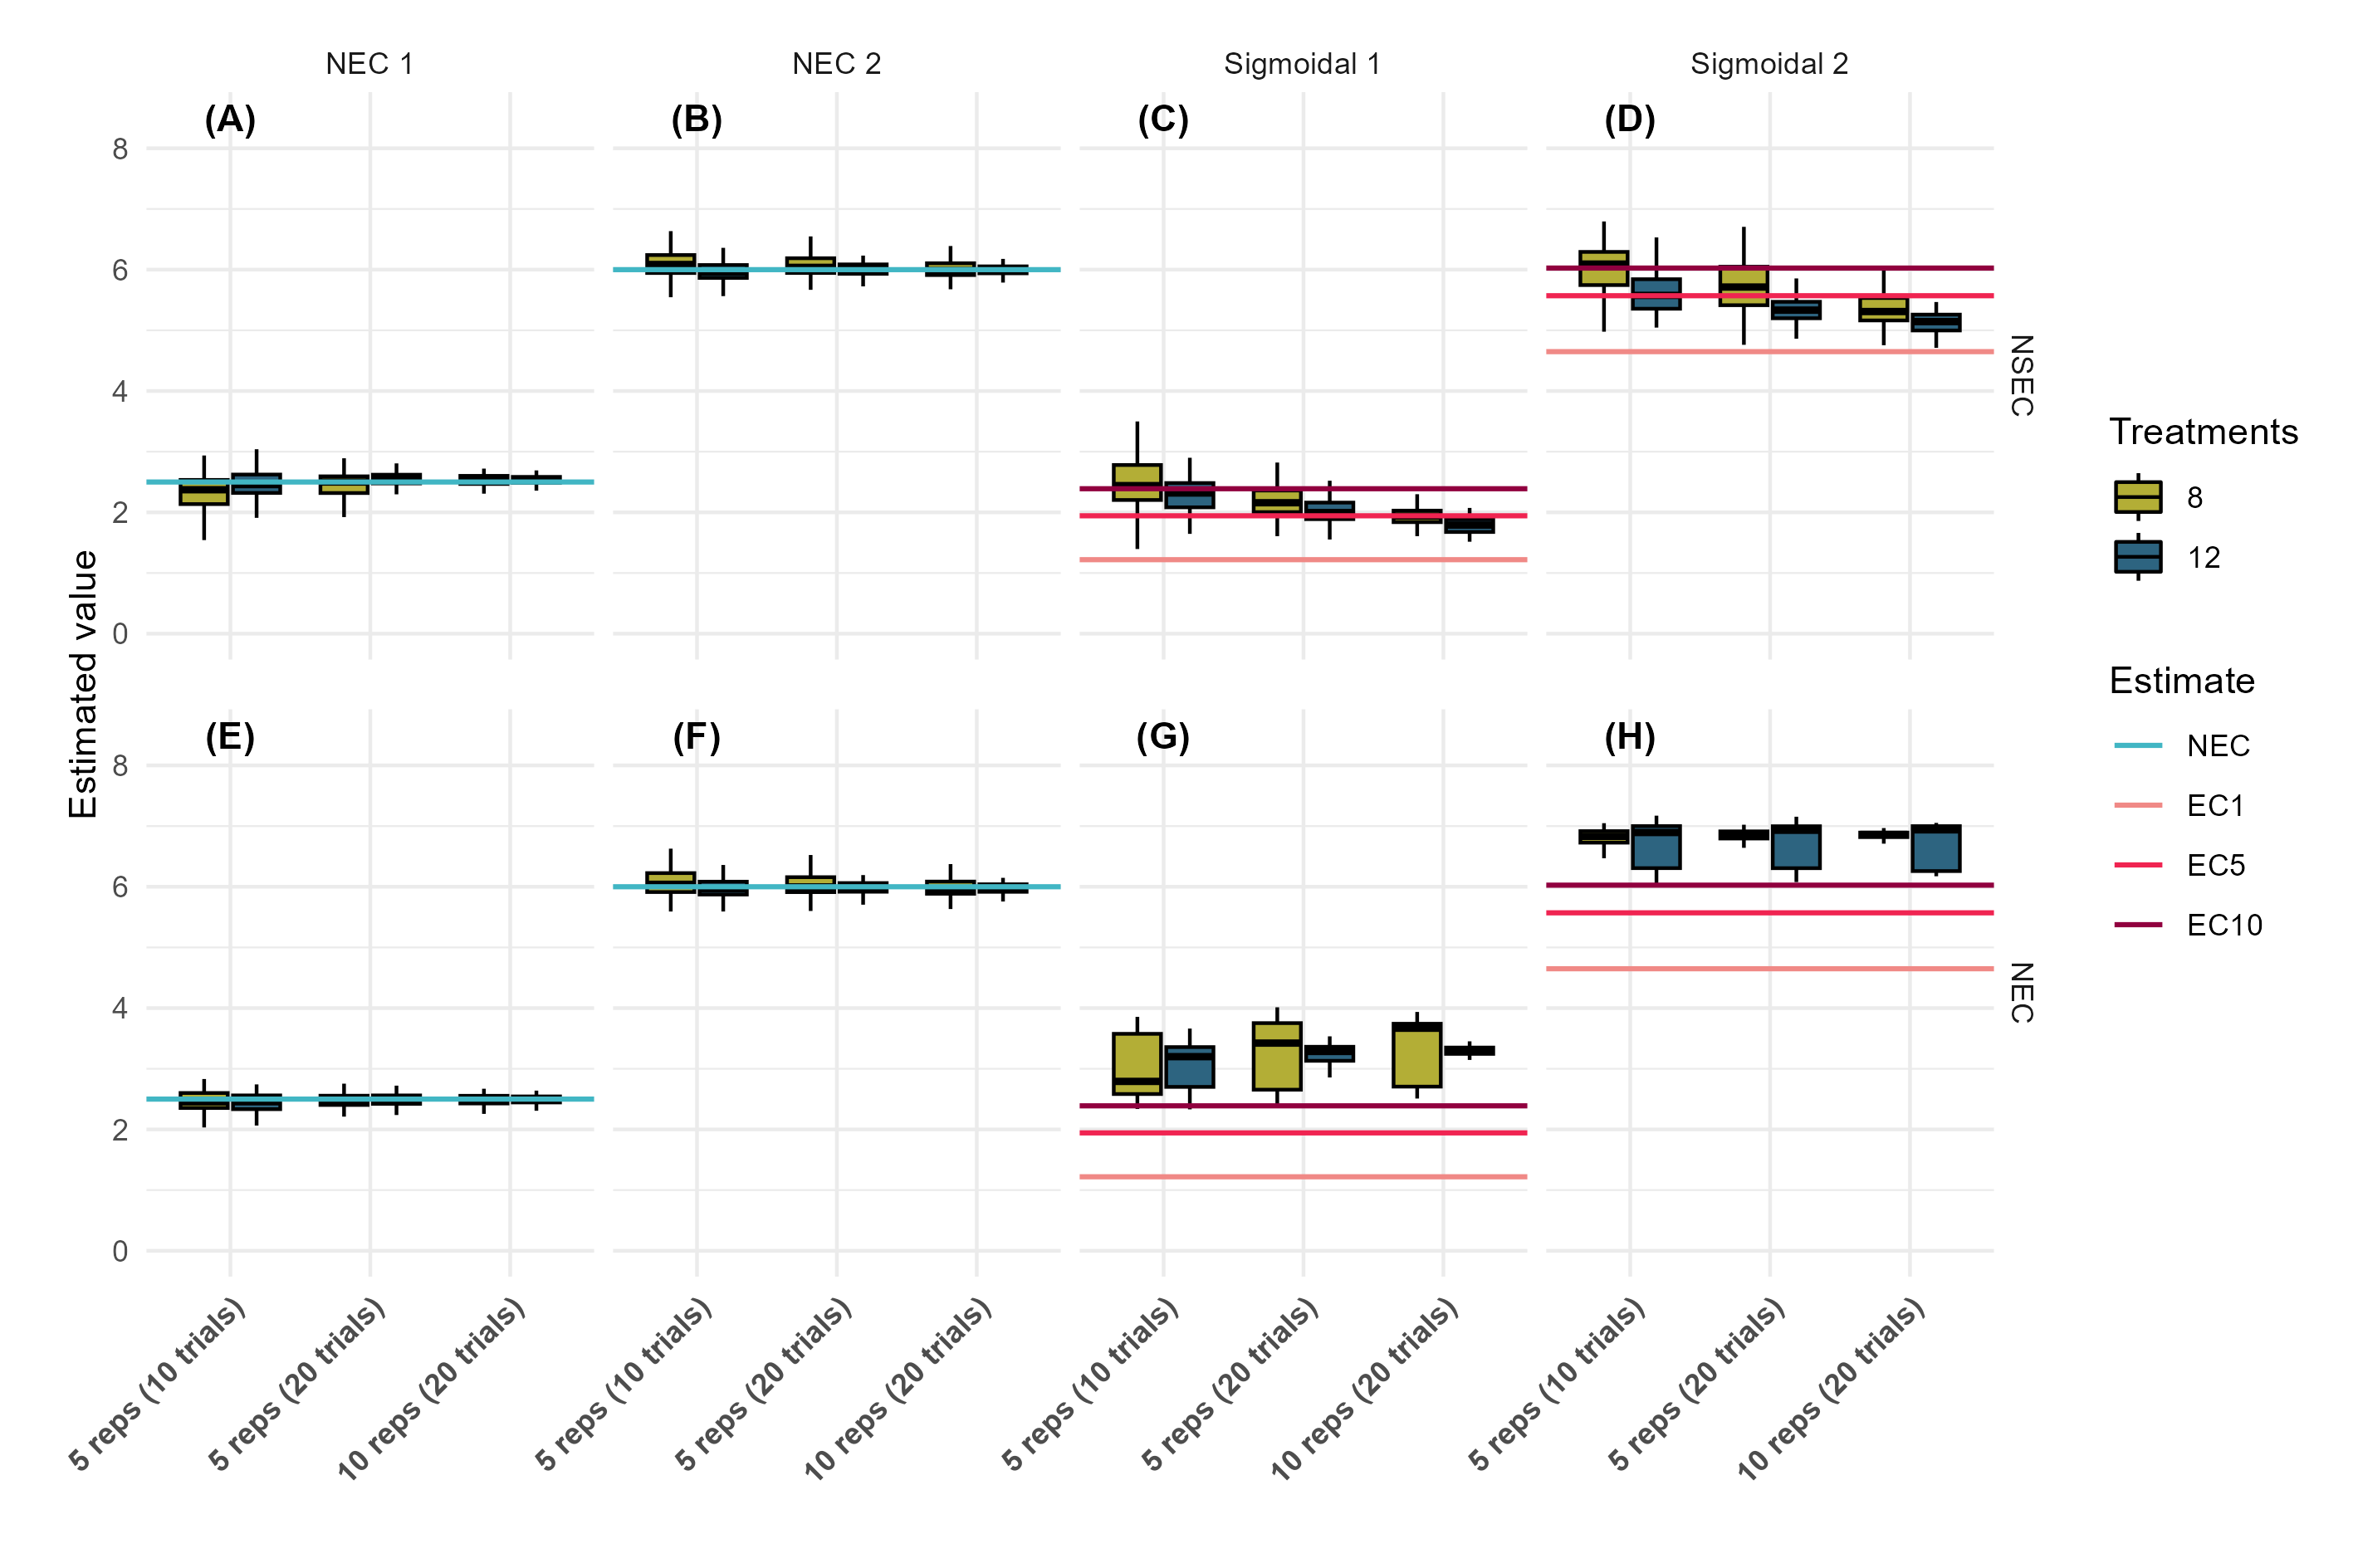 NEC 1
NEC 2
Sigmoidal 1
Sigmoidal 2
(A)
(B)
(C)
(D)
8
6
4
2
0
NSEC
Estimated value
(E)
(F)
(G)
(H)
8
6
4
2
0
NEC
5 reps (10 trials)
5 reps (20 trials)
10 reps (20 trials)
5 reps (10 trials)
5 reps (20 trials)
10 reps (20 trials)
5 reps (10 trials)
5 reps (20 trials)
10 reps (20 trials)
5 reps (10 trials)
5 reps (20 trials)
10 reps (20 trials)
Treatments
8
12
Estimate
NEC
EC1
EC5
EC10